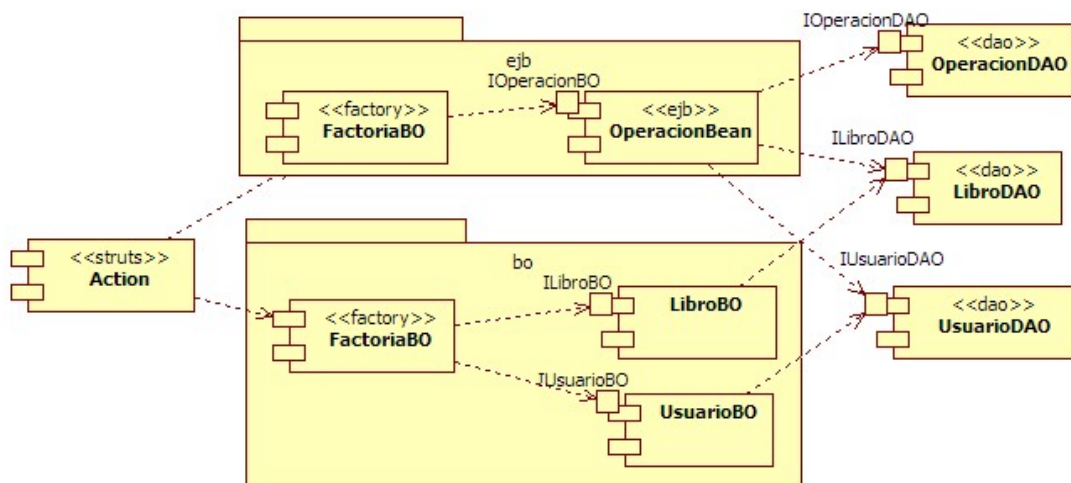 IOperacionDAO
<<dao>>
OperacionDAO
ejb
IOperacionBO
<<factory>>
FactoriaBO
<<ejb>>
OperacionBean
ILibroDAO
<<dao>>
LibroDAO
<<struts>>
Action
bo
ILibroBO
IUsuarioDAO
<<factory>>
FactoriaBO
LibroBO
<<dao>>
UsuarioDAO
IUsuarioBO
UsuarioBO